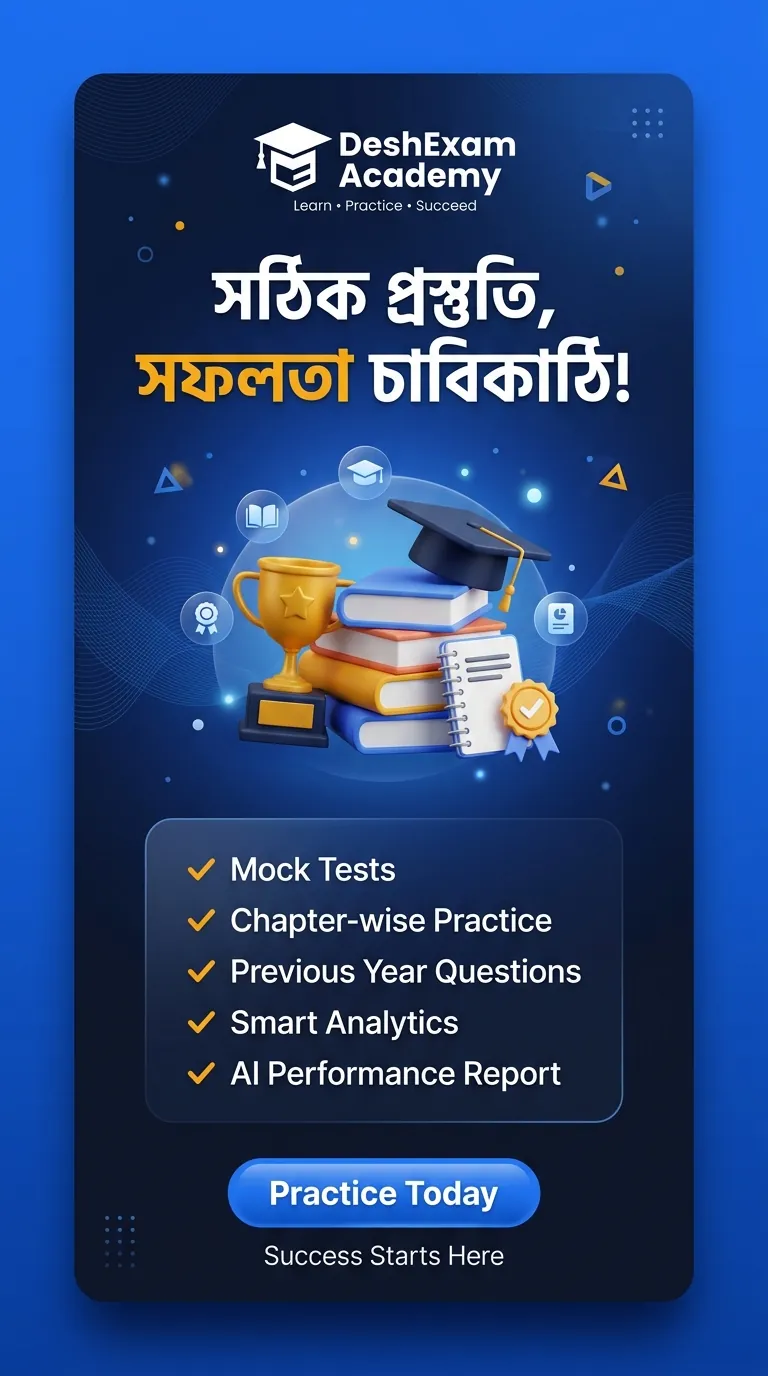 DeshExam
Academy
Learn • Practice • Succeed
সঠিক প্রস্তুতি,
সফলতা চাবিকাঠি!
Mock Tests
Chapter-wise Practice
Previous Year Questions
Smart Analytics
AI Performance Report
Practice Today
Success Starts Here